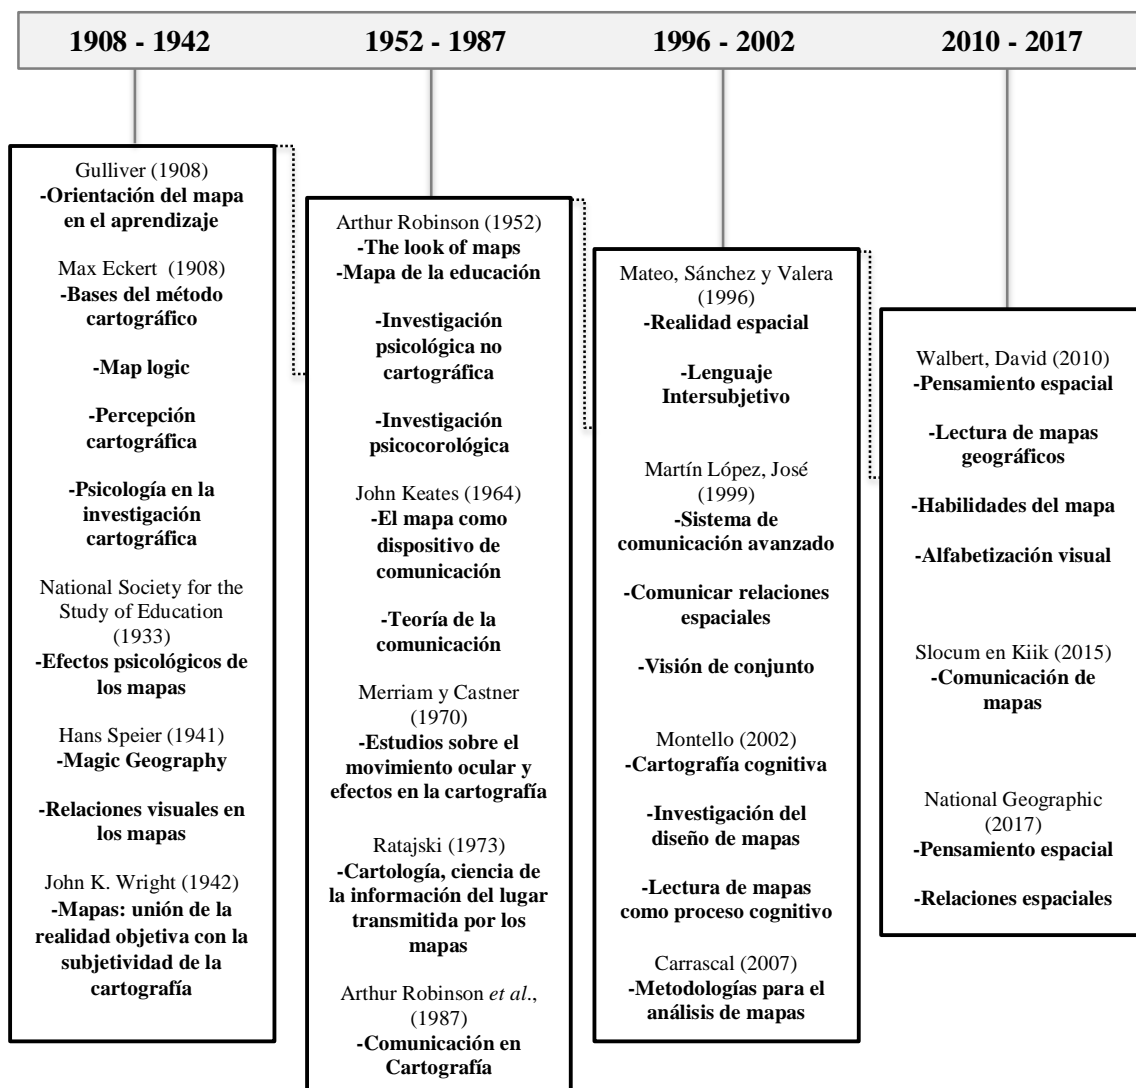 1908 - 1942
1952 - 1987
1996 - 2002
2010 - 2017
Gulliver (1908)
-Orientación del mapa
en el aprendizaje
Max Eckert (1908)
-Bases del método
cartográfico
-Map logic
-Percepción
cartográfica
-Psicología en la
investigación
cartográfica
National Society for the
Study of Education
(1933)
-Efectos psicológicos de
los mapas
Hans Speier (1941)
-Magic Geography
-Relaciones visuales en
los mapas
John K. Wright (1942)
-Mapas: unión de la
realidad objetiva con la
subjetividad de la
cartografía
Arthur Robinson (1952)
-The look of maps
-Mapa de la educación
-Investigación
psicológica no
cartográfica
-Investigación
psicocorológica
John Keates (1964)
-El mapa como
dispositivo de
comunicación
-Teoría de la
comunicación
Merriam y Castner
(1970)
-Estudios sobre el
movimiento ocular y
efectos en la cartografía
Ratajski (1973)
-Cartología, ciencia de
la información del lugar
transmitida por los
mapas
Arthur Robinson et al.,
(1987)
-Comunicación en
Cartografía
Mateo, Sánchez y Valera
(1996)
-Realidad espacial
-Lenguaje
Intersubjetivo
Martín López, José
(1999)
-Sistema de
comunicación avanzado
-Comunicar relaciones
espaciales
-Visión de conjunto
Montello (2002)
-Cartografía cognitiva
-Investigación del
diseño de mapas
-Lectura de mapas
como proceso cognitivo
Carrascal (2007)
-Metodologías para el
análisis de mapas
Walbert, David (2010)
-Pensamiento espacial
-Lectura de mapas
geográficos
-Habilidades del mapa
-Alfabetización visual
Slocum en Kiik (2015)
-Comunicación de
mapas
National Geographic
(2017)
-Pensamiento espacial
-Relaciones espaciales